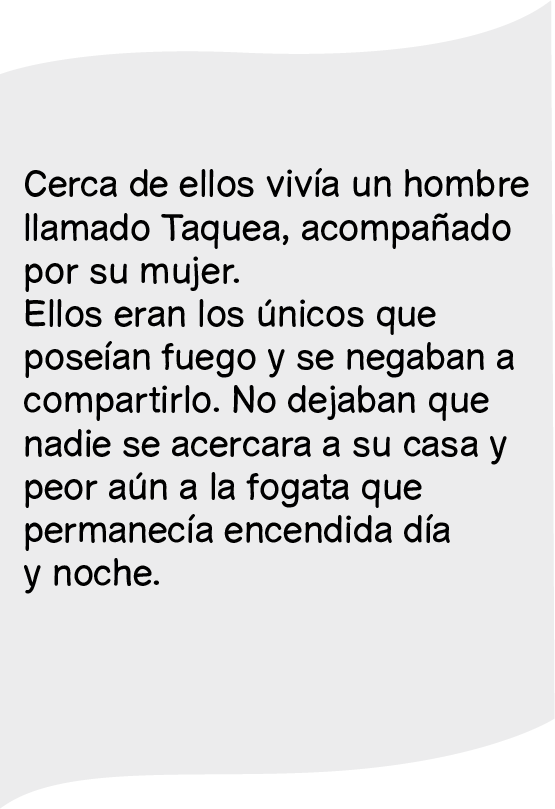 Cerca de ellos vivía un hombre
llamado Taquea, acompañado
por su mujer.
Ellos eran los únicos que
poseían fuego y se negaban a
compartirlo. No dejaban que
nadie se acercara a su casa y
peor aún a la fogata que
permanecía encendida día
y noche.